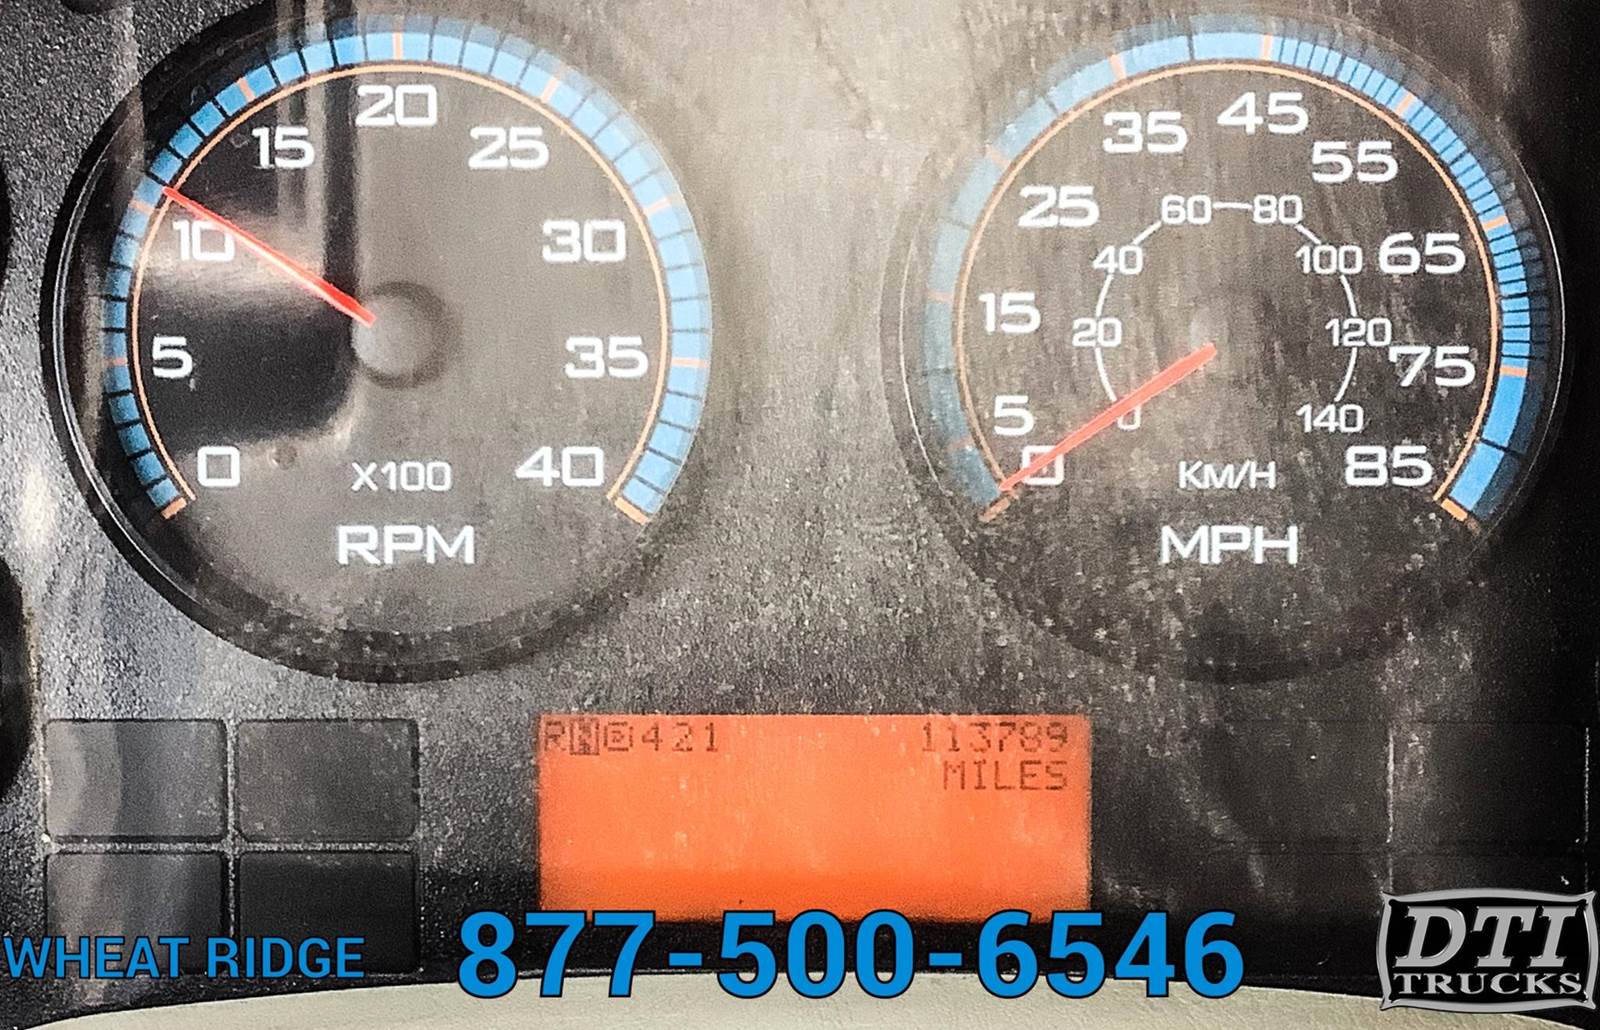 0 5 10 15 20 25 30 35 40
X100
RPM
0 5 15 25 35 45 55 65 75 85
0 20 40 60 80 100 120 140
KM/H
MPH
RND421 113789
MILES
WHEAT RIDGE
877-500-6546
DTI
TRUCKS